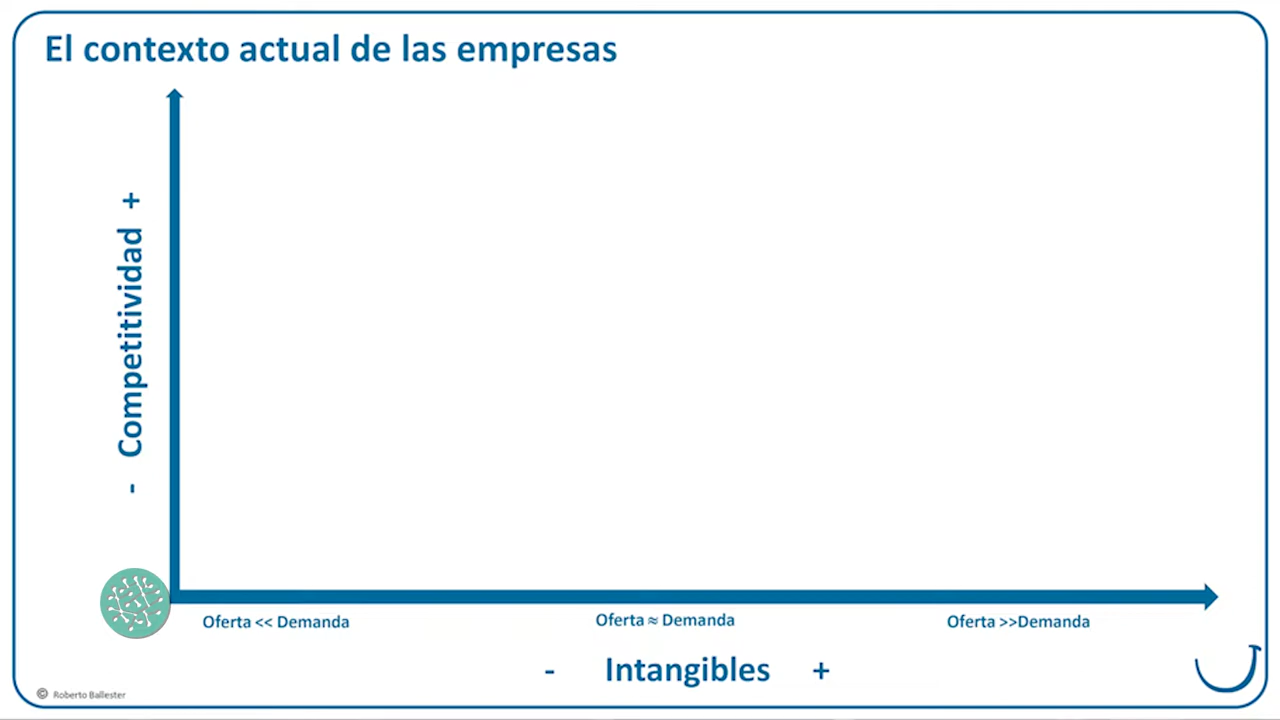 El contexto actual de las empresas
- Competitividad +
Oferta << Demanda
Oferta ≈ Demanda
Oferta >>Demanda
- Intangibles +
© Roberto Ballester